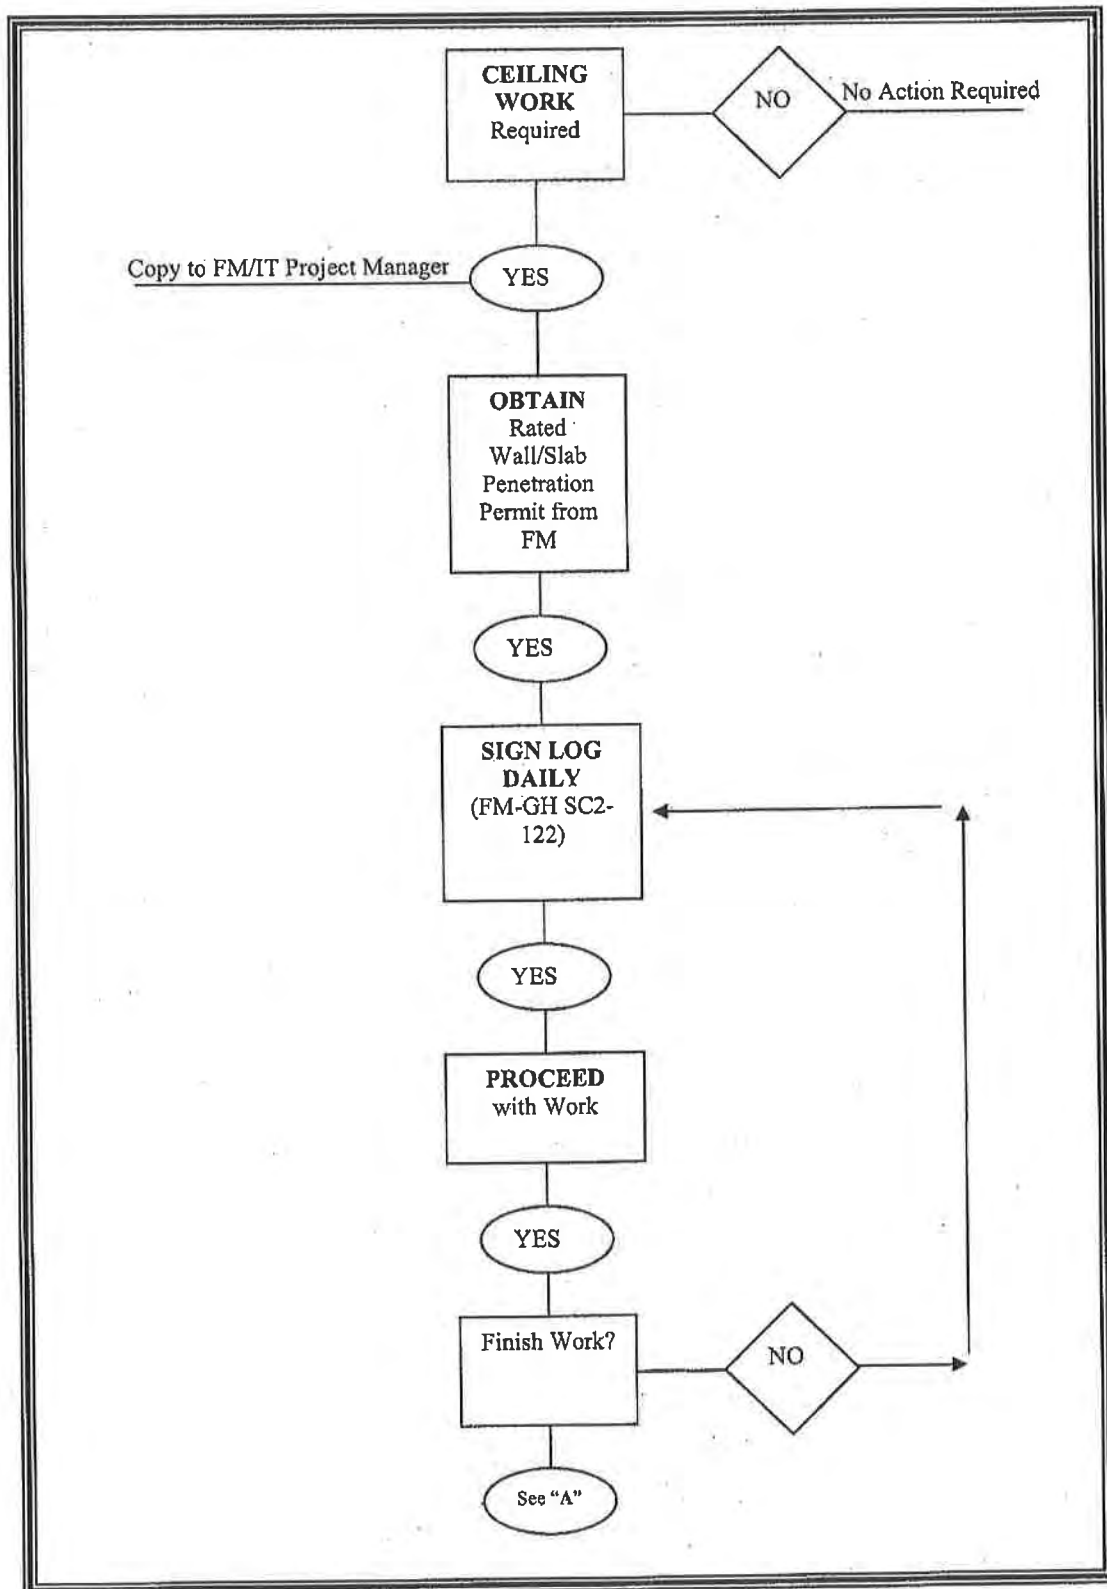 CEILING
WORK
Required
NO
No Action Required
Copy to FM/IT Project Manager
YES
OBTAIN
Rated
Wall/Slab
Penetration
Permit from
FM
YES
SIGN LOG
DAILY
(FM-GH SC2-
122)
YES
PROCEED
with Work
YES
Finish Work?
NO
See “A”